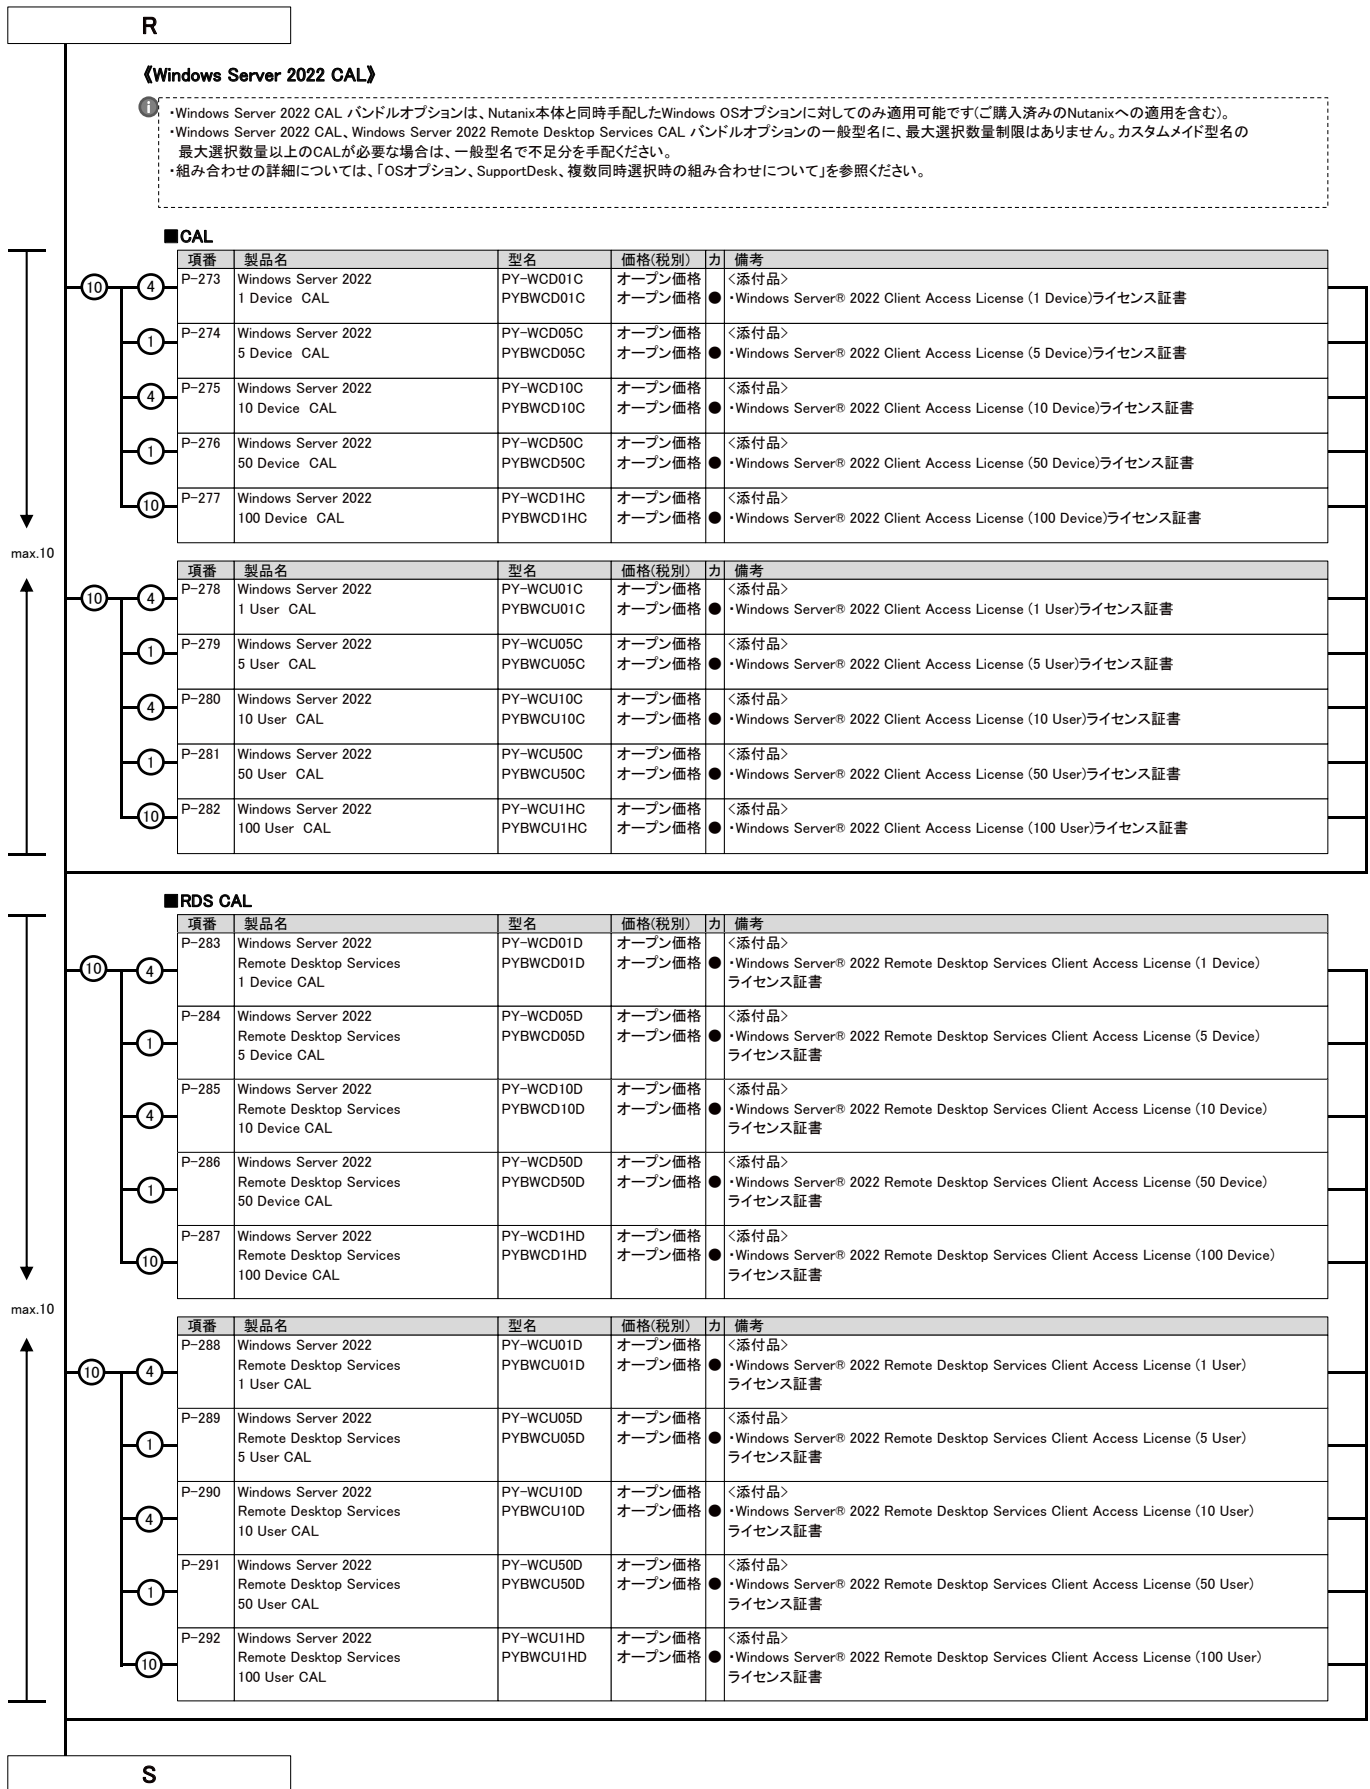 R
《Windows Server 2022 CAL》
・Windows Server 2022 CAL バンドルオプションは、Nutanix本体と同時手配したWindows OSオプションに対してのみ適用可能です(ご購入済みのNutanixへの適用を含む)。
・Windows Server 2022 CAL、Windows Server 2022 Remote Desktop Services CAL バンドルオプションの一般型名に、最大選択数量制限はありません。カスタムメイド型名の
最大選択数量以上のCALが必要な場合は、一般型名で不足分を手配ください。
・組み合わせの詳細については、「OSオプション、SupportDesk、複数同時選択時の組み合わせについて」を参照ください。
■CAL
項番 製品名 型名 価格(税別) カ 備考
P-273 Windows Server 2022 PY-WCD01C オープン価格 <添付品>
10 4 1 Device CAL PYBWCD01C オープン価格 ● ・Windows Server® 2022 Client Access License (1 Device)ライセンス証書
P-274 Windows Server 2022 PY-WCD05C オープン価格 <添付品>
1 5 Device CAL PYBWCD05C オープン価格 ● ・Windows Server® 2022 Client Access License (5 Device)ライセンス証書
P-275 Windows Server 2022 PY-WCD10C オープン価格 <添付品>
4 10 Device CAL PYBWCD10C オープン価格 ● ・Windows Server® 2022 Client Access License (10 Device)ライセンス証書
P-276 Windows Server 2022 PY-WCD50C オープン価格 <添付品>
1 50 Device CAL PYBWCD50C オープン価格 ● ・Windows Server® 2022 Client Access License (50 Device)ライセンス証書
P-277 Windows Server 2022 PY-WCD1HC オープン価格 <添付品>
10 100 Device CAL PYBWCD1HC オープン価格 ● ・Windows Server® 2022 Client Access License (100 Device)ライセンス証書
max.10
項番 製品名 型名 価格(税別) カ 備考
P-278 Windows Server 2022 PY-WCU01C オープン価格 <添付品>
10 4 1 User CAL PYBWCU01C オープン価格 ● ・Windows Server® 2022 Client Access License (1 User)ライセンス証書
P-279 Windows Server 2022 PY-WCU05C オープン価格 <添付品>
1 5 User CAL PYBWCU05C オープン価格 ● ・Windows Server® 2022 Client Access License (5 User)ライセンス証書
P-280 Windows Server 2022 PY-WCU10C オープン価格 <添付品>
4 10 User CAL PYBWCU10C オープン価格 ● ・Windows Server® 2022 Client Access License (10 User)ライセンス証書
P-281 Windows Server 2022 PY-WCU50C オープン価格 <添付品>
1 50 User CAL PYBWCU50C オープン価格 ● ・Windows Server® 2022 Client Access License (50 User)ライセンス証書
P-282 Windows Server 2022 PY-WCU1HC オープン価格 <添付品>
10 100 User CAL PYBWCU1HC オープン価格 ● ・Windows Server® 2022 Client Access License (100 User)ライセンス証書
■RDS CAL
項番 製品名 型名 価格(税別) カ 備考
P-283 Windows Server 2022 PY-WCD01D オープン価格 <添付品>
10 4 Remote Desktop Services PYBWCD01D オープン価格 ● ・Windows Server® 2022 Remote Desktop Services Client Access License (1 Device)
1 Device CAL ライセンス証書
P-284 Windows Server 2022 PY-WCD05D オープン価格 <添付品>
1 Remote Desktop Services PYBWCD05D オープン価格 ● ・Windows Server® 2022 Remote Desktop Services Client Access License (5 Device)
5 Device CAL ライセンス証書
P-285 Windows Server 2022 PY-WCD10D オープン価格 <添付品>
4 Remote Desktop Services PYBWCD10D オープン価格 ● ・Windows Server® 2022 Remote Desktop Services Client Access License (10 Device)
10 Device CAL ライセンス証書
P-286 Windows Server 2022 PY-WCD50D オープン価格 <添付品>
1 Remote Desktop Services PYBWCD50D オープン価格 ● ・Windows Server® 2022 Remote Desktop Services Client Access License (50 Device)
50 Device CAL ライセンス証書
P-287 Windows Server 2022 PY-WCD1HD オープン価格 <添付品>
10 Remote Desktop Services PYBWCD1HD オープン価格 ● ・Windows Server® 2022 Remote Desktop Services Client Access License (100 Device)
100 Device CAL ライセンス証書
max.10
項番 製品名 型名 価格(税別) カ 備考
P-288 Windows Server 2022 PY-WCU01D オープン価格 <添付品>
10 4 Remote Desktop Services PYBWCU01D オープン価格 ● ・Windows Server® 2022 Remote Desktop Services Client Access License (1 User)
1 User CAL ライセンス証書
P-289 Windows Server 2022 PY-WCU05D オープン価格 <添付品>
1 Remote Desktop Services PYBWCU05D オープン価格 ● ・Windows Server® 2022 Remote Desktop Services Client Access License (5 User)
5 User CAL ライセンス証書
P-290 Windows Server 2022 PY-WCU10D オープン価格 <添付品>
4 Remote Desktop Services PYBWCU10D オープン価格 ● ・Windows Server® 2022 Remote Desktop Services Client Access License (10 User)
10 User CAL ライセンス証書
P-291 Windows Server 2022 PY-WCU50D オープン価格 <添付品>
1 Remote Desktop Services PYBWCU50D オープン価格 ● ・Windows Server® 2022 Remote Desktop Services Client Access License (50 User)
50 User CAL ライセンス証書
P-292 Windows Server 2022 PY-WCU1HD オープン価格 <添付品>
10 Remote Desktop Services PYBWCU1HD オープン価格 ● ・Windows Server® 2022 Remote Desktop Services Client Access License (100 User)
100 User CAL ライセンス証書
S